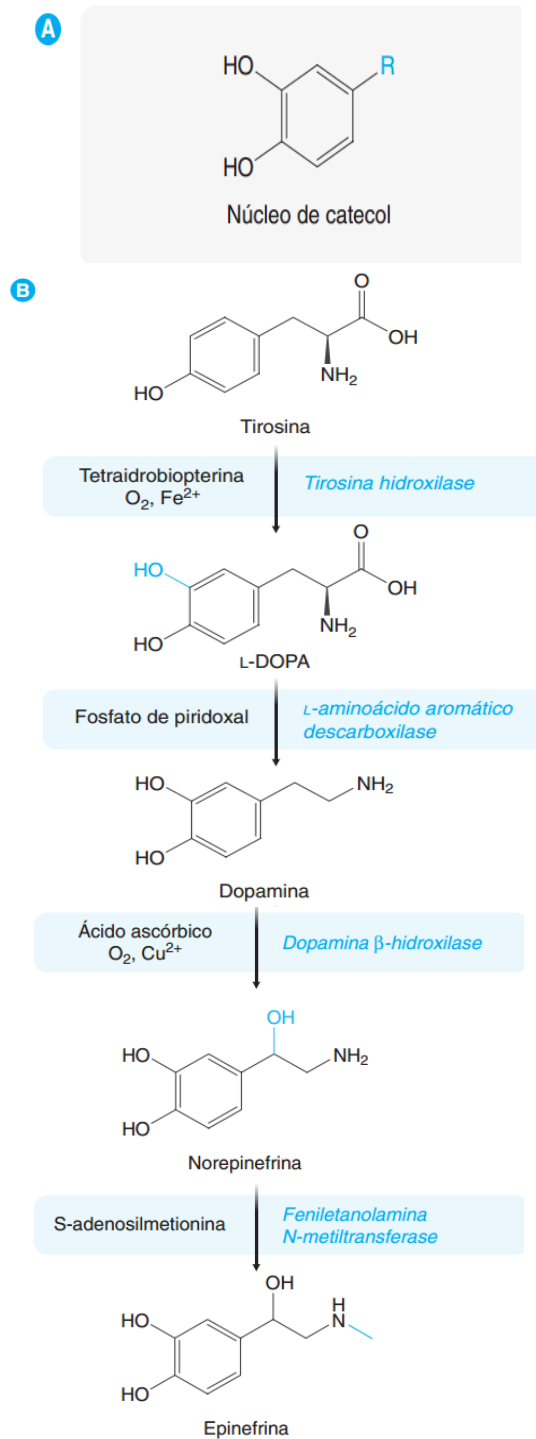 A
HO
R
HO
Núcleo de catecol
B
O
OH
NH2
HO
Tirosina
Tetraidrobiopterina
O2, Fe2+
Tirosina hidroxilase
O
HO
OH
NH2
HO
L-DOPA
Fosfato de piridoxal
L-aminoácido aromático
descarboxilase
HO
NH2
HO
Dopamina
Ácido ascórbico
O2, Cu2+
Dopamina β-hidroxilase
OH
HO
NH2
HO
Norepinefrina
S-adenosilmetionina
Feniletanolamina
N-metiltransferase
OH
H
N
HO
HO
Epinefrina